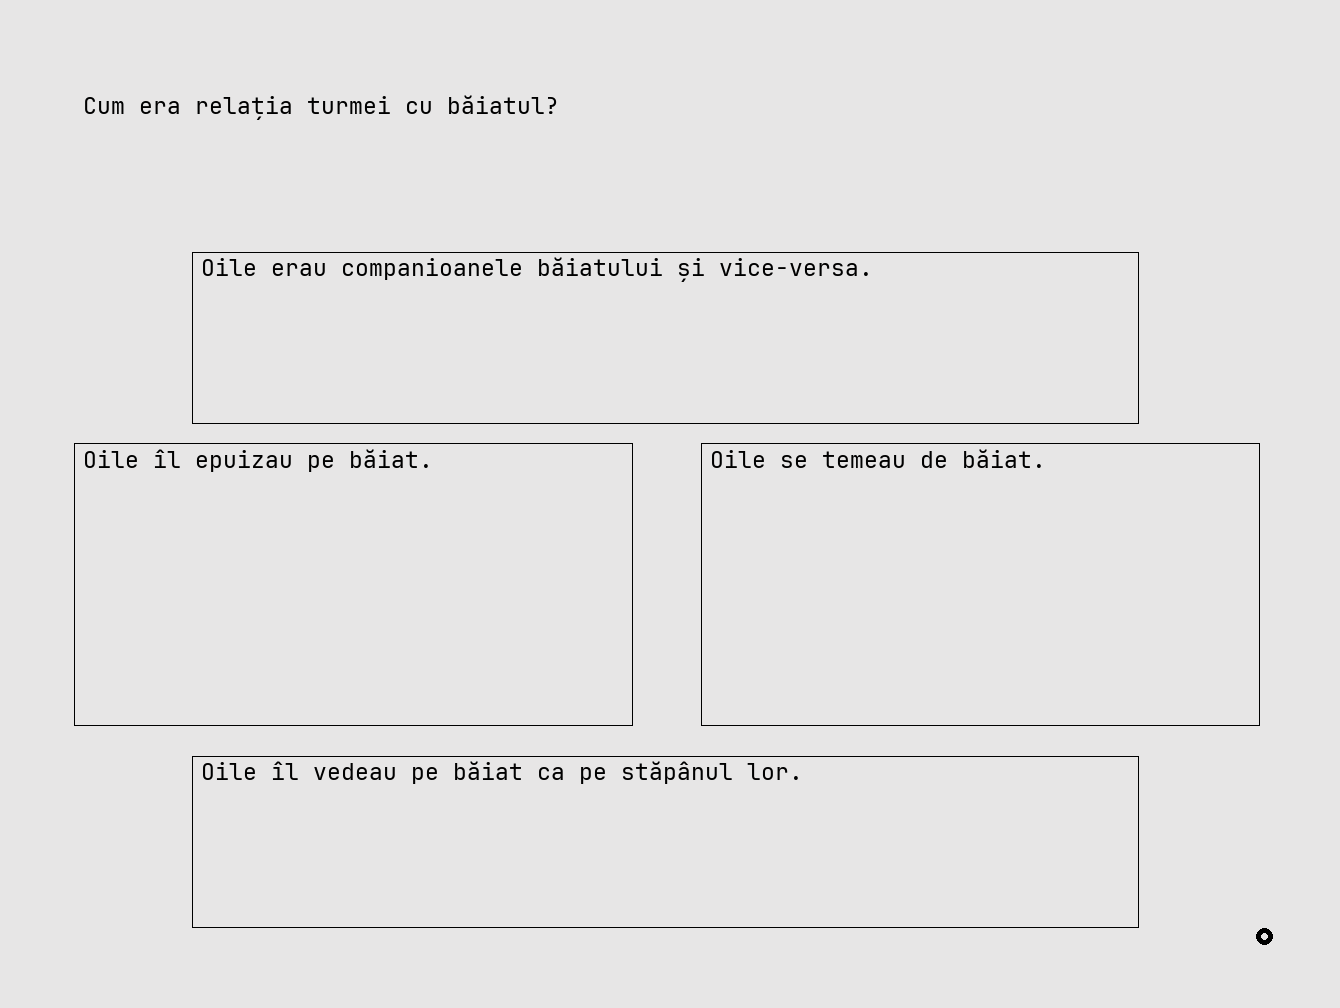 Cum era relația turmei cu băiatul?
Oile erau companioanele băiatului și vice-versa.
Oile îl epuizau pe băiat.
Oile se temeau de băiat.
Oile îl vedeau pe băiat ca pe stăpânul lor.